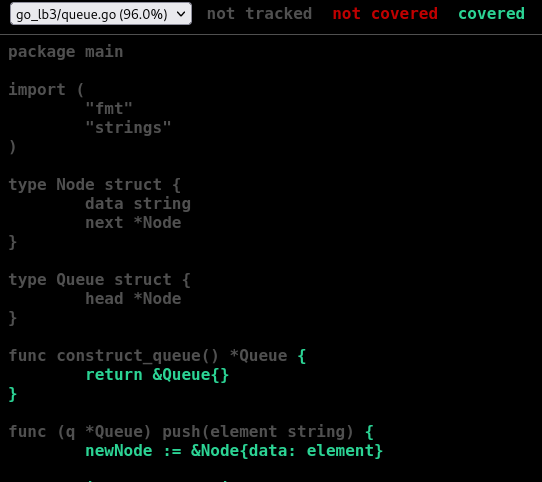 go_lb3/queue.go (96.0%) not tracked not covered covered
package main
import (
"fmt"
"strings"
)
type Node struct {
data string
next *Node
}
type Queue struct {
head *Node
}
func construct_queue() *Queue {
return &Queue{}
}
func (q *Queue) push(element string) {
newNode := &Node{data: element}